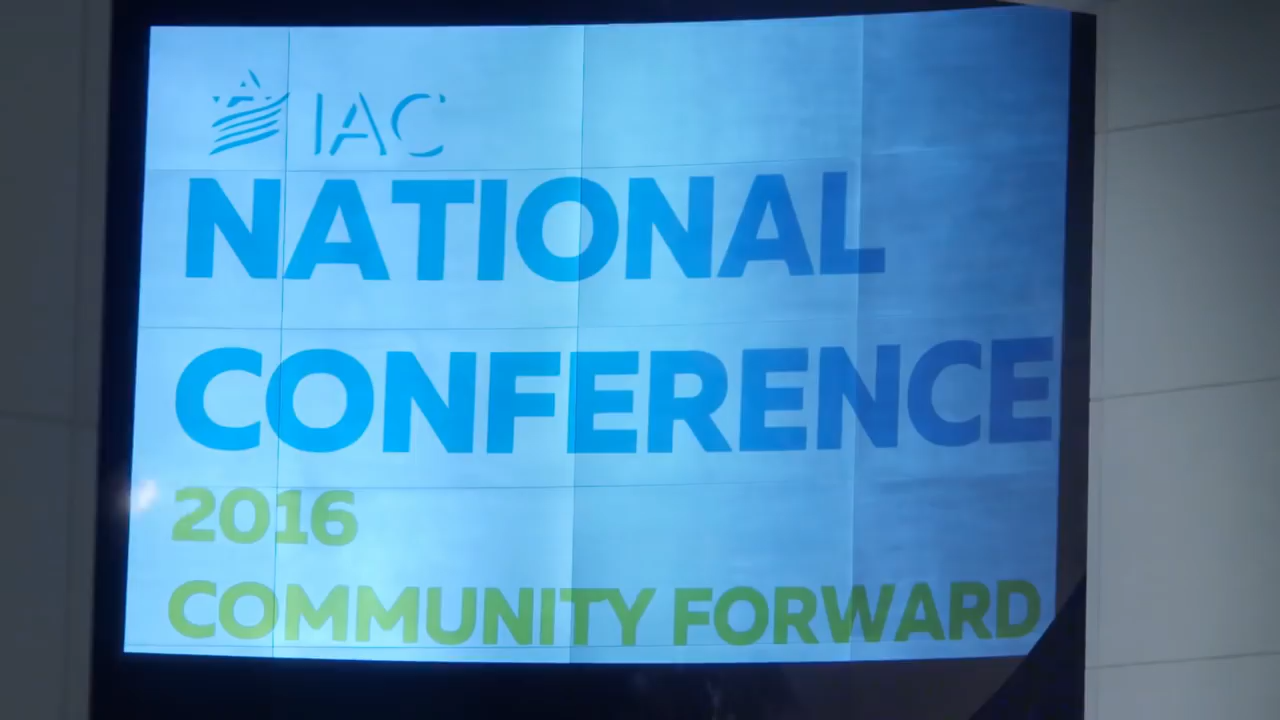 IAC
NATIONAL
CONFERENCE
2016
COMMUNITY FORWARD